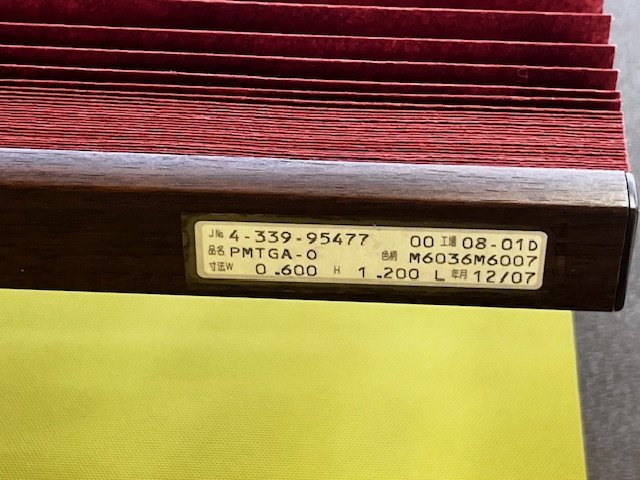 J№ 4-339-95477 00 工場 08-01D
品名 PMTGA-O 色柄 M6036M6007
寸法W 0.600 H 1.200 L 年月 12/07